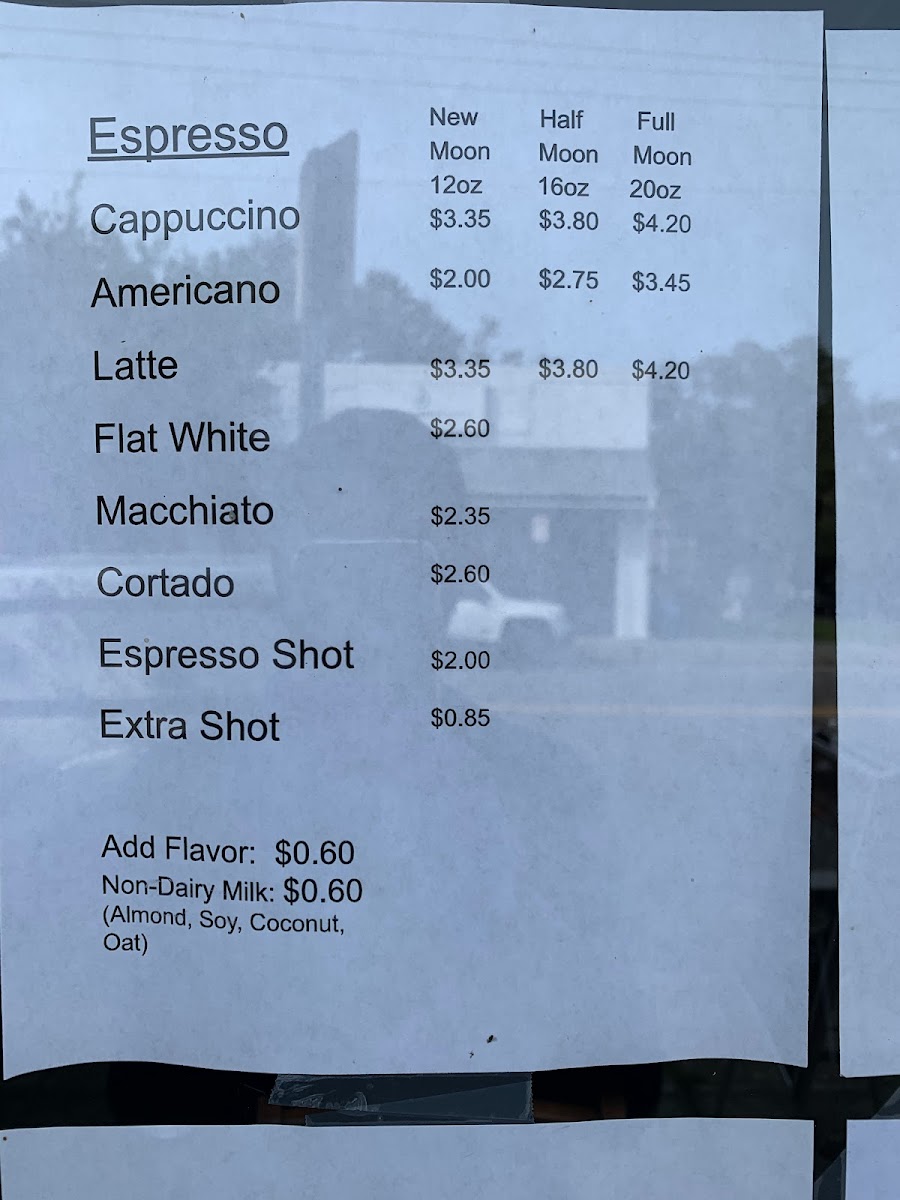 Espresso
New Moon 12oz
Half Moon 16oz
Full Moon 20oz
Cappuccino $3.35 $3.80 $4.20
Americano $2.00 $2.75 $3.45
Latte $3.35 $3.80 $4.20
Flat White $2.60
Macchiato $2.35
Cortado $2.60
Espresso Shot $2.00
Extra Shot $0.85
Add Flavor: $0.60
Non-Dairy Milk: $0.60
(Almond, Soy, Coconut,
Oat)